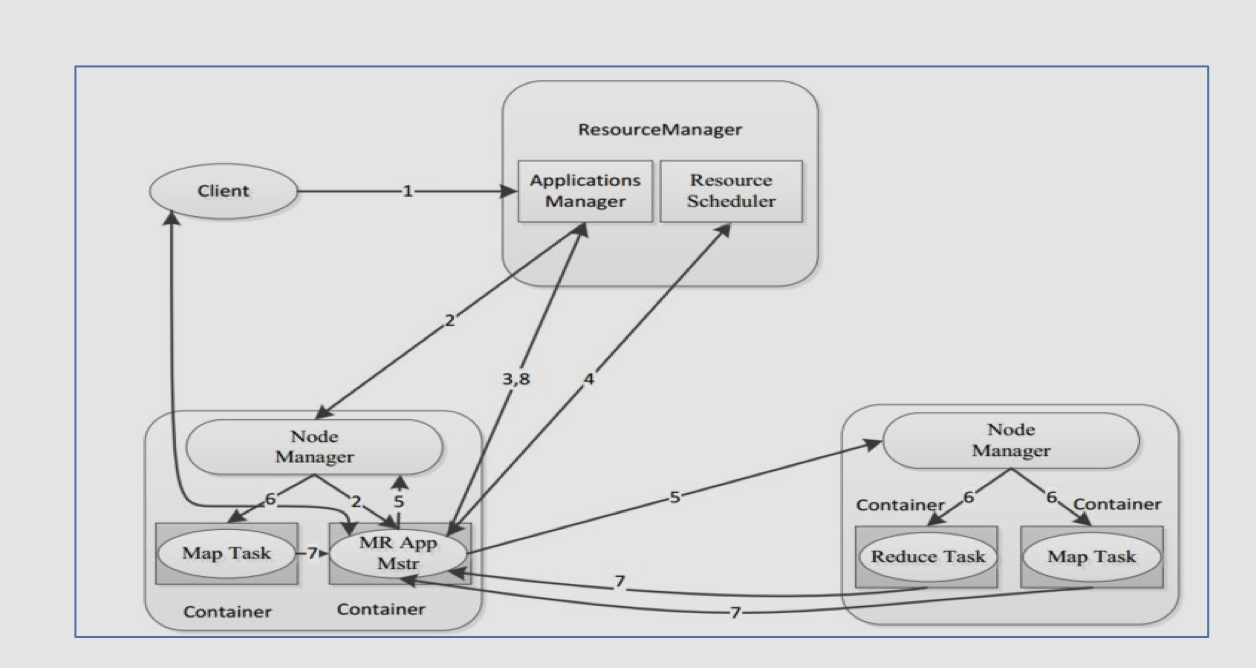 ResourceManager
Client
1
Applications
Manager
Resource
Scheduler
2
3,8
4
Node
Manager
6
2
5
5
Node
Manager
Container
6
6
Container
Map Task
7
MR App
Mstr
Reduce Task
Map Task
7
7
Container
Container